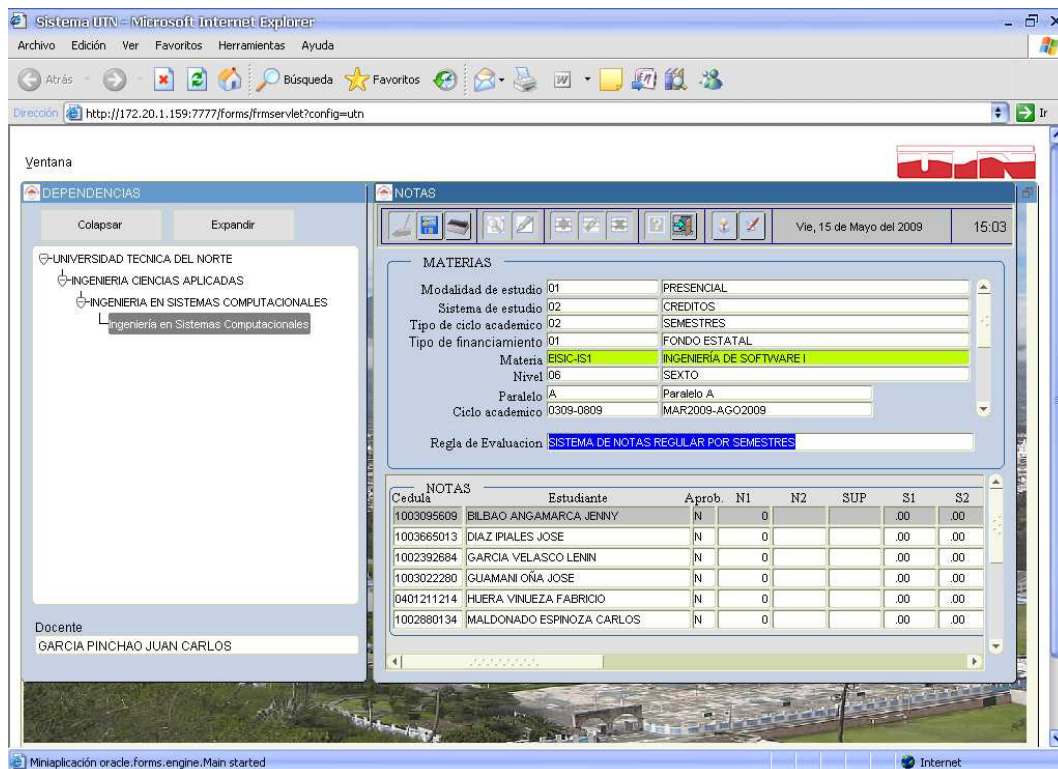 Sistema UTN - Microsoft Internet Explorer
Archivo Edición Ver Favoritos Herramientas Ayuda
Atrás Búsqueda Favoritos
Dirección http://172.20.1.159:7777/forms/frmservlet?config=utn Ir
Ventana
UTN
DEPENDENCIAS
Colapsar Expandir
UNIVERSIDAD TECNICA DEL NORTE
INGENIERIA CIENCIAS APLICADAS
INGENIERIA EN SISTEMAS COMPUTACIONALES
Ingeniería en Sistemas Computacionales
Docente
GARCIA PINCHAO JUAN CARLOS
NOTAS
Vie, 15 de Mayo del 2009 15:03
MATERIAS
Modalidad de estudio 01 PRESENCIAL
Sistema de estudio 02 CREDITOS
Tipo de ciclo academico 02 SEMESTRES
Tipo de financiamiento 01 FONDO ESTATAL
Materia EISIC-IS1 INGENIERÍA DE SOFTWARE I
Nivel 06 SEXTO
Paralelo A Paralelo A
Ciclo academico 0309-0809 MAR2009-AGO2009
Regla de Evaluacion SISTEMA DE NOTAS REGULAR POR SEMESTRES
NOTAS
Cedula Estudiante Aprob. N1 N2 SUP S1 S2
1003095609 BILBAO ANGAMARCA JENNY N 0 .00 .00
1003665013 DIAZ IPIALES JOSE N 0 .00 .00
1002392684 GARCIA VELASCO LENIN N 0 .00 .00
1003022280 GUAMANI OÑA JOSE N 0 .00 .00
0401211214 HUERA VINUEZA FABRICIO N 0 .00 .00
1002880134 MALDONADO ESPINOZA CARLOS N 0 .00 .00
Miniaplicación oracle.forms.engine.Main started Internet